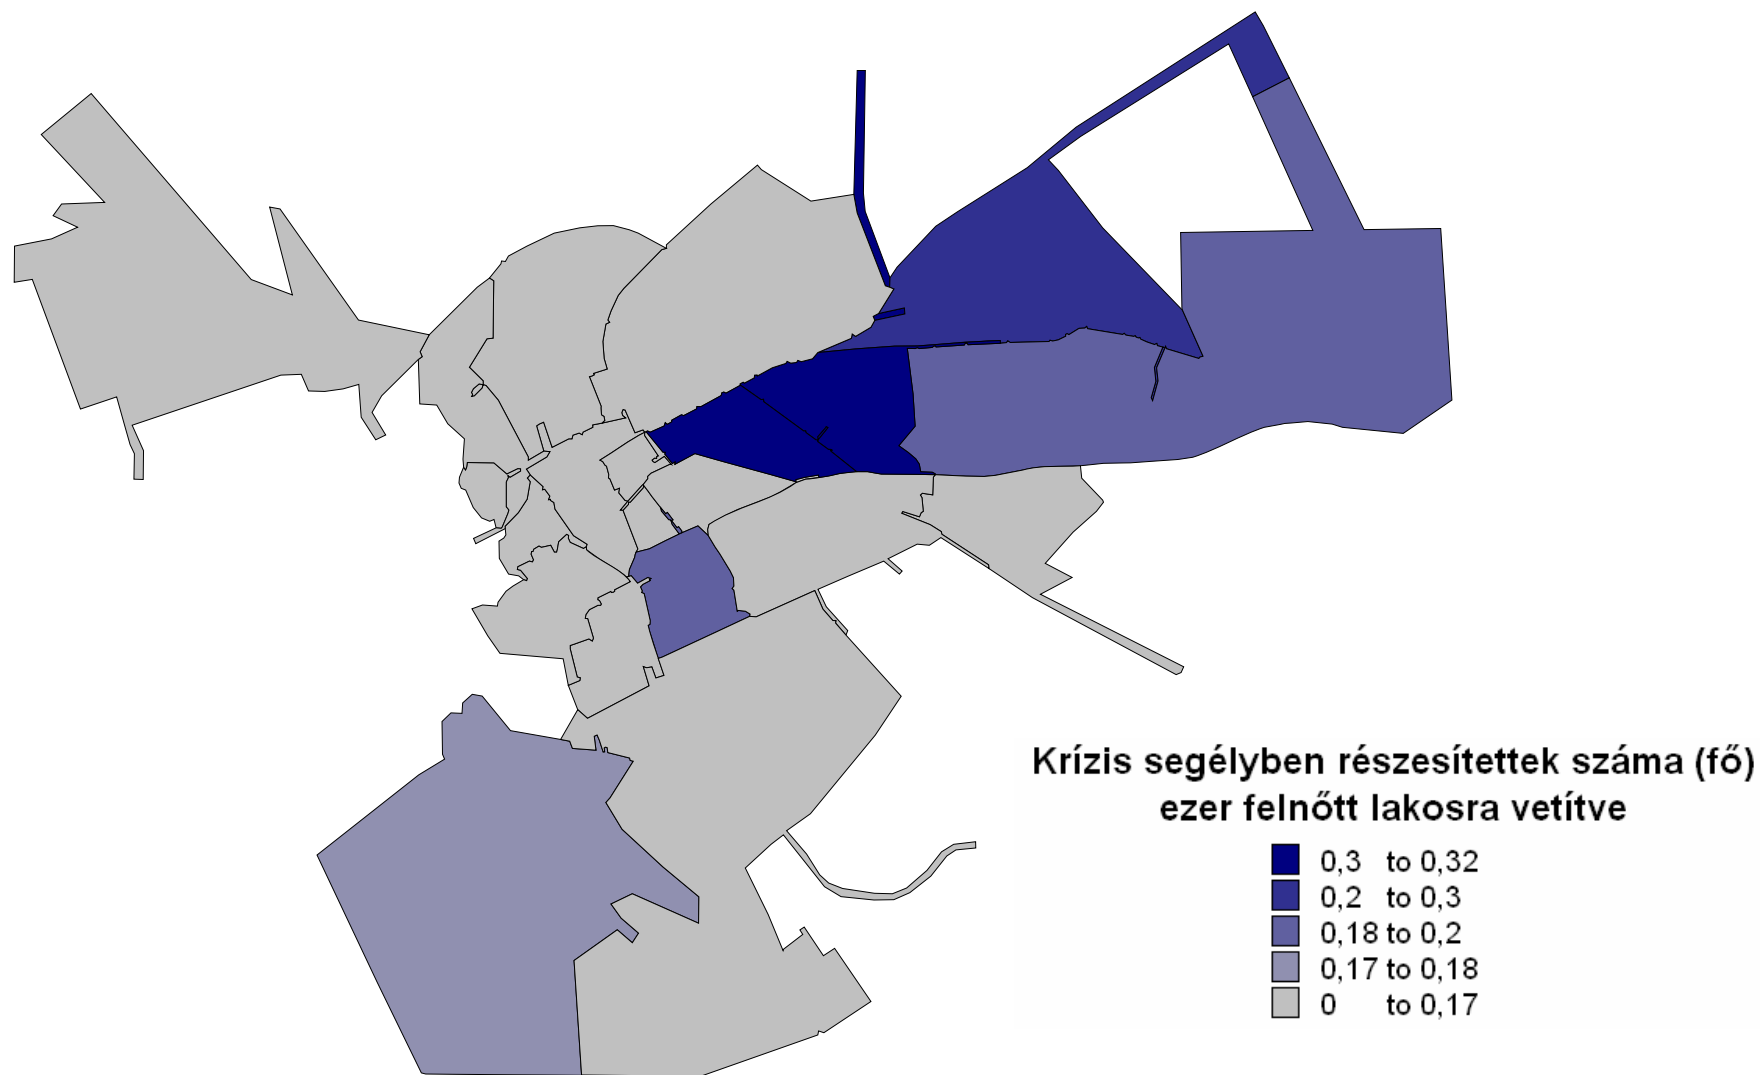 Krízis segélyben részesítettek száma (fő)
ezer felnőtt lakosra vetítve
0,3 to 0,32
0,2 to 0,3
0,18 to 0,2
0,17 to 0,18
0 to 0,17